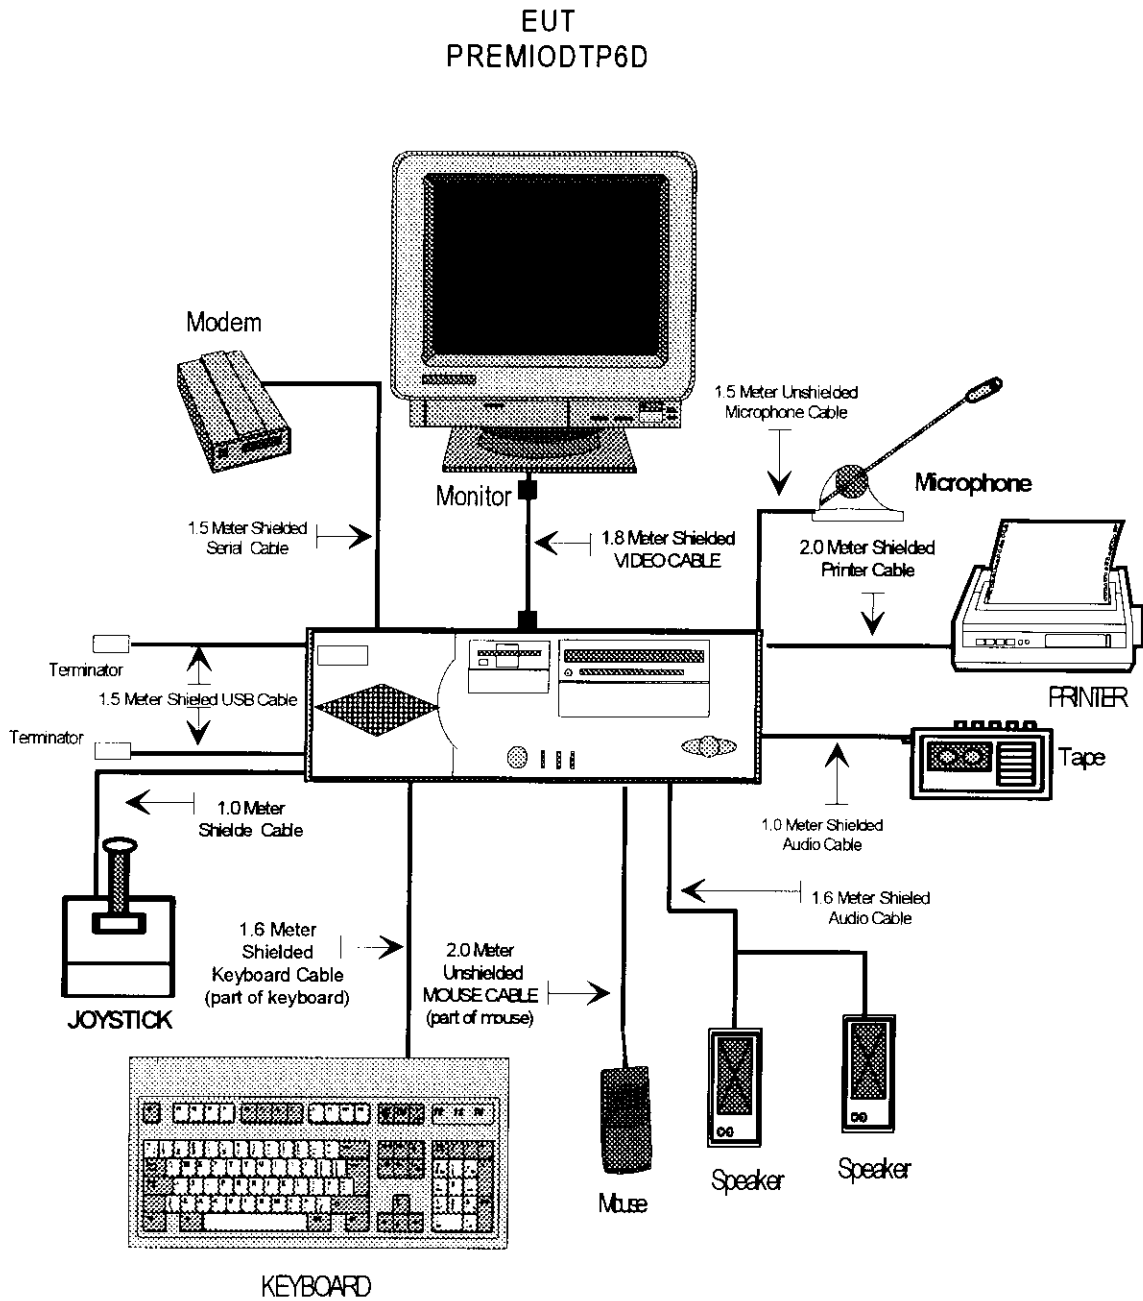 EUT
PREMIODTP6D
Modem
1.5 Meter Unshielded
Microphone Cable
Microphone
Monitor
1.5 Meter Shielded
Serial Cable
1.8 Meter Shielded
VIDEO CABLE
2.0 Meter Shielded
Printer Cable
Terminator
1.5 Meter Shieled USB Cable
PRINTER
Terminator
Tape
1.0 Meter
Shielde Cable
1.0 Meter Shielded
Audio Cable
1.6 Meter Shieled
Audio Cable
1.6 Meter
Shielded
Keyboard Cable
(part of keyboard)
2.0 Meter
Unshielded
MOUSE CABLE
(part of mouse)
JOYSTICK
Speaker
Speaker
Mouse
KEYBOARD